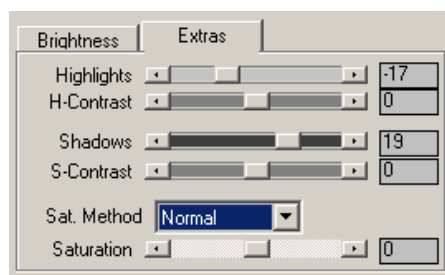 Brightness Extras
Highlights -17
H-Contrast 0
Shadows 19
S-Contrast 0
Sat. Method Normal
Saturation 0